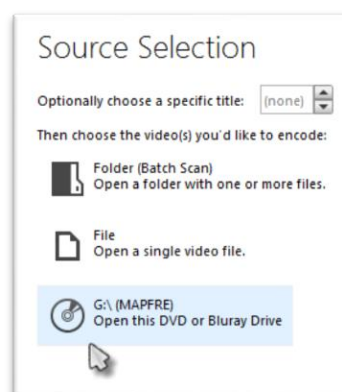 Source Selection
Optionally choose a specific title: (none)
Then choose the video(s) you'd like to encode:
Folder (Batch Scan)
Open a folder with one or more files.
File
Open a single video file.
G:\ (MAPFRE)
Open this DVD or Bluray Drive